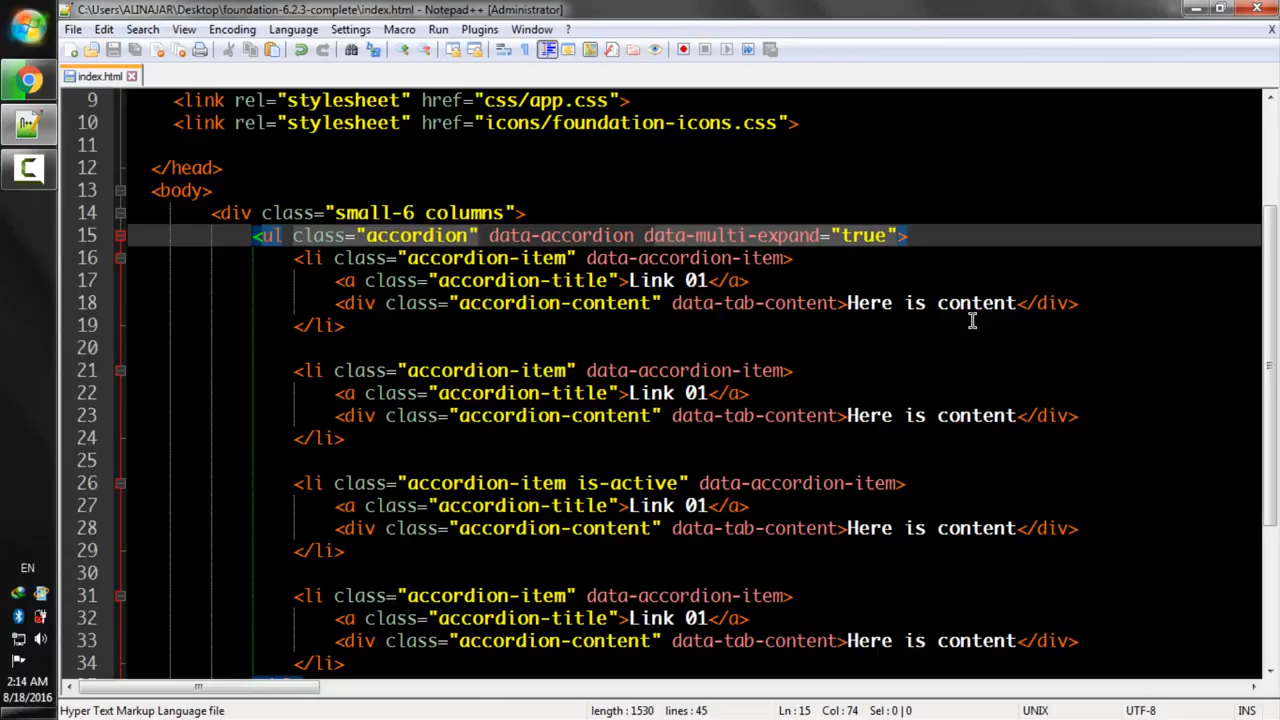 C:\Users\ALINAJAR\Desktop\foundation-6.2.3-complete\index.html - Notepad++ [Administrator]
File Edit Search View Encoding Language Settings Macro Run Plugins Window ?
X
index.html
9 <link rel="stylesheet" href="css/app.css">
10 <link rel="stylesheet" href="icons/foundation-icons.css">
11
12 </head>
13 <body>
14 <div class="small-6 columns">
15 <ul class="accordion" data-accordion data-multi-expand="true">
16 <li class="accordion-item" data-accordion-item>
17 <a class="accordion-title">Link 01</a>
18 <div class="accordion-content" data-tab-content>Here is content</div>
19 </li>
20
21 <li class="accordion-item" data-accordion-item>
22 <a class="accordion-title">Link 01</a>
23 <div class="accordion-content" data-tab-content>Here is content</div>
24 </li>
25
26 <li class="accordion-item is-active" data-accordion-item>
27 <a class="accordion-title">Link 01</a>
28 <div class="accordion-content" data-tab-content>Here is content</div>
29 </li>
30
31 <li class="accordion-item" data-accordion-item>
32 <a class="accordion-title">Link 01</a>
33 <div class="accordion-content" data-tab-content>Here is content</div>
34 </li>
EN
2:14 AM
8/18/2016
Hyper Text Markup Language file length : 1530 lines : 45 Ln : 15 Col : 74 Sel : 0 | 0 UNIX UTF-8 INS